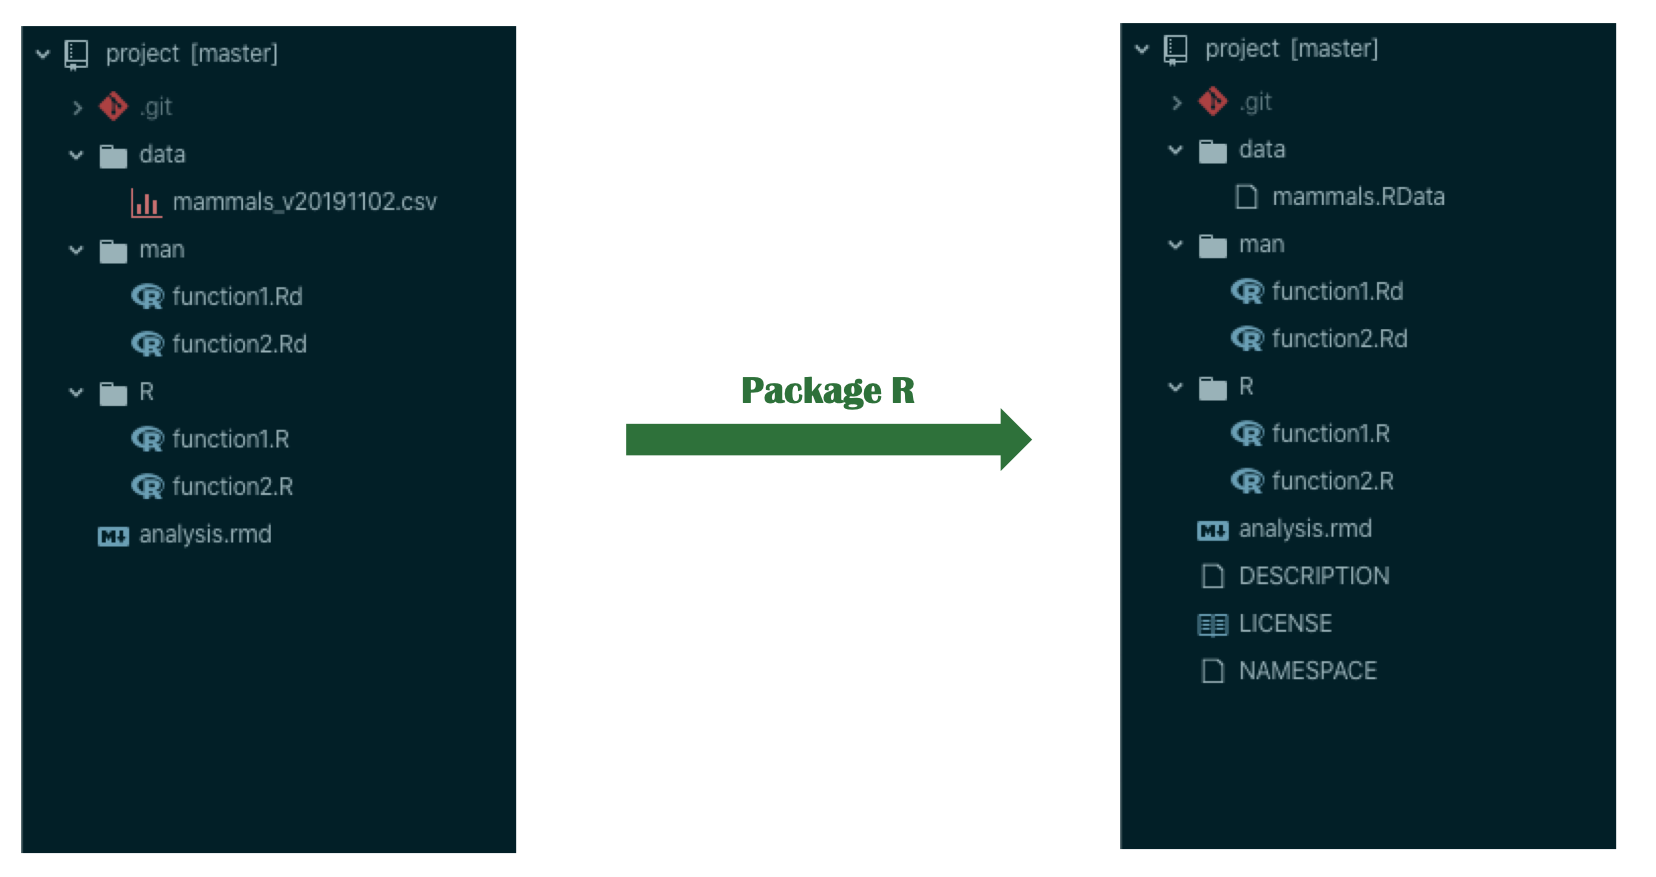 project [master]
.git
data
mammals_v20191102.csv
man
function1.Rd
function2.Rd
R
function1.R
function2.R
analysis.rmd
Package R
project [master]
.git
data
mammals.RData
man
function1.Rd
function2.Rd
R
function1.R
function2.R
analysis.rmd
DESCRIPTION
LICENSE
NAMESPACE